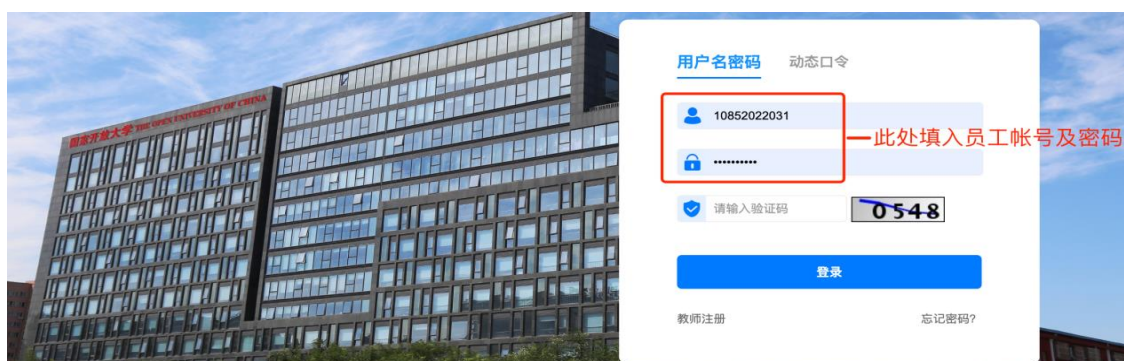 国家开放大学 THE OPEN UNIVERSITY OF CHINA
用户名密码 动态口令
10852022031
此处填入员工帐号及密码
••••••••••
请输入验证码 0548
登录
教师注册 忘记密码?